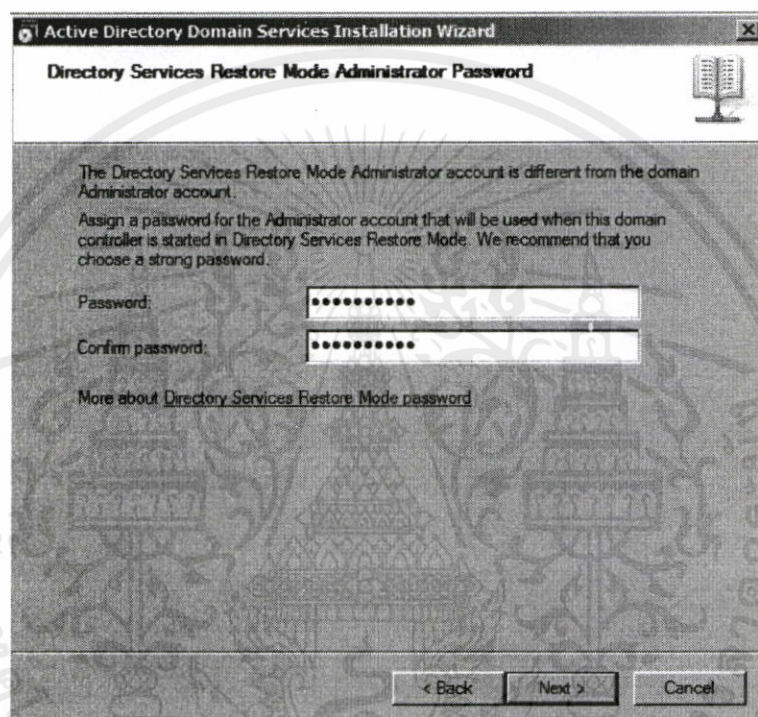 Active Directory Domain Services Installation Wizard
Directory Services Restore Mode Administrator Password
The Directory Services Restore Mode Administrator account is different from the domain
Administrator account.
Assign a password for the Administrator account that will be used when this domain
controller is started in Directory Services Restore Mode. We recommend that you
choose a strong password.
Password:
Confirm password:
More about Directory Services Restore Mode password
< Back
Next >
Cancel